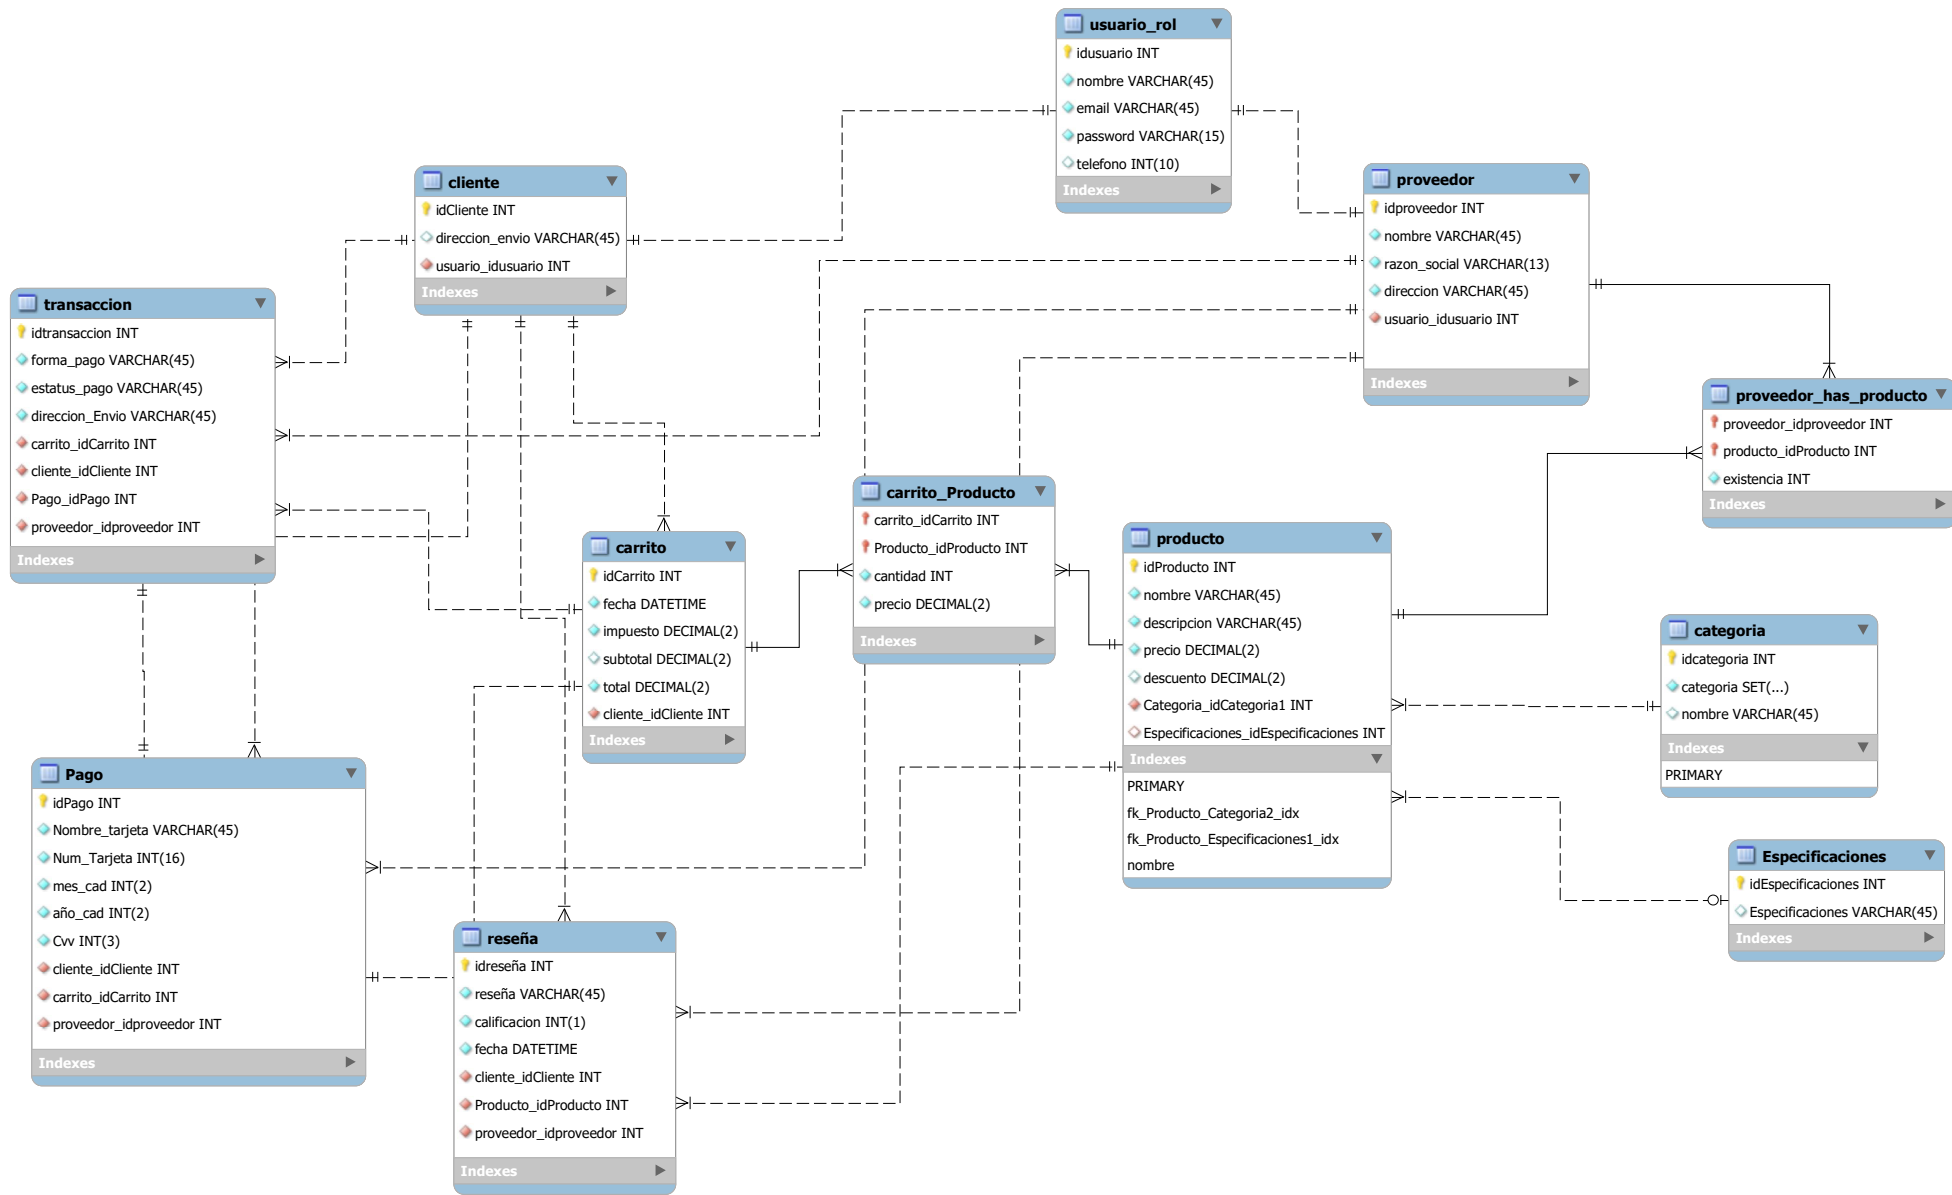 usuario_rol
idusuario INT
nombre VARCHAR(45)
email VARCHAR(45)
password VARCHAR(15)
telefono INT(10)
Indexes
cliente
idCliente INT
direccion_envio VARCHAR(45)
usuario_idusuario INT
Indexes
proveedor
idproveedor INT
nombre VARCHAR(45)
razon_social VARCHAR(13)
direccion VARCHAR(45)
usuario_idusuario INT
Indexes
transaccion
idtransaccion INT
forma_pago VARCHAR(45)
estatus_pago VARCHAR(45)
direccion_Envio VARCHAR(45)
carrito_idCarrito INT
cliente_idCliente INT
Pago_idPago INT
proveedor_idproveedor INT
Indexes
proveedor_has_producto
proveedor_idproveedor INT
producto_idProducto INT
existencia INT
Indexes
carrito_Producto
carrito_idCarrito INT
Producto_idProducto INT
cantidad INT
precio DECIMAL(2)
Indexes
carrito
idCarrito INT
fecha DATETIME
impuesto DECIMAL(2)
subtotal DECIMAL(2)
total DECIMAL(2)
cliente_idCliente INT
Indexes
producto
idProducto INT
nombre VARCHAR(45)
descripcion VARCHAR(45)
precio DECIMAL(2)
descuento DECIMAL(2)
Categoria_idCategoria1 INT
Especificaciones_idEspecificaciones INT
Indexes
PRIMARY
fk_Producto_Categoria2_idx
fk_Producto_Especificaciones1_idx
nombre
categoria
idcategoria INT
categoria SET(...)
nombre VARCHAR(45)
Indexes
PRIMARY
Pago
idPago INT
Nombre_tarjeta VARCHAR(45)
Num_Tarjeta INT(16)
mes_cad INT(2)
año_cad INT(2)
Cvv INT(3)
cliente_idCliente INT
carrito_idCarrito INT
proveedor_idproveedor INT
Indexes
Especificaciones
idEspecificaciones INT
Especificaciones VARCHAR(45)
Indexes
reseña
idreseña INT
reseña VARCHAR(45)
calificacion INT(1)
fecha DATETIME
cliente_idCliente INT
Producto_idProducto INT
proveedor_idproveedor INT
Indexes